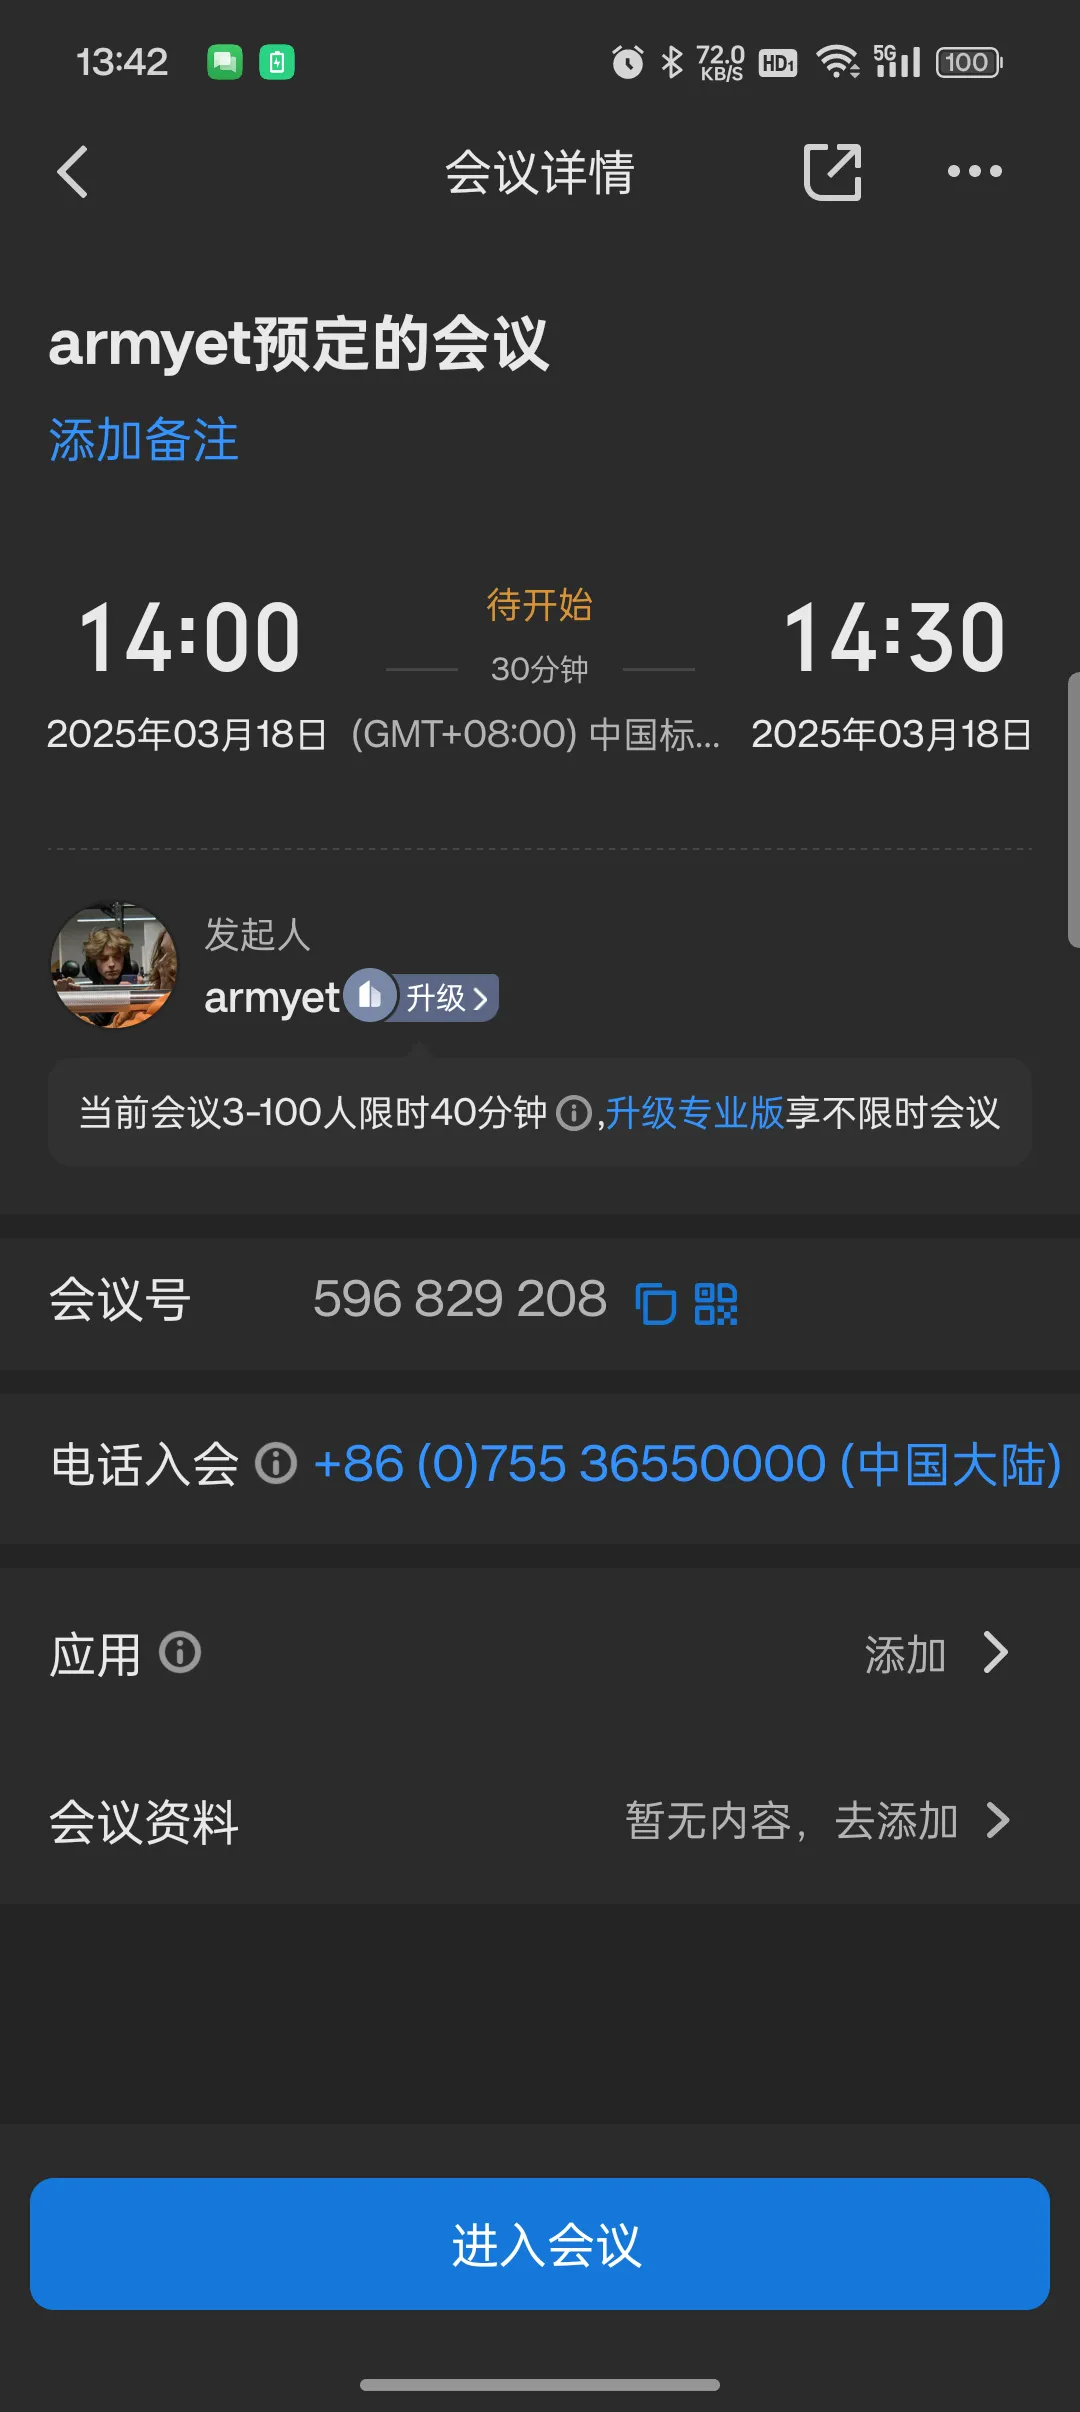 13:42
72.0
KB/S
HD1
5G
100
会议详情
armyet预定的会议
添加备注
14:00
待开始
30分钟
14:30
2025年03月18日
(GMT+08:00) 中国标...
2025年03月18日
发起人
armyet
升级
当前会议3-100人限时40分钟,升级专业版享不限时会议
会议号
596 829 208
电话入会
+86 (0)755 36550000 (中国大陆)
应用
添加
会议资料
暂无内容，去添加
进入会议